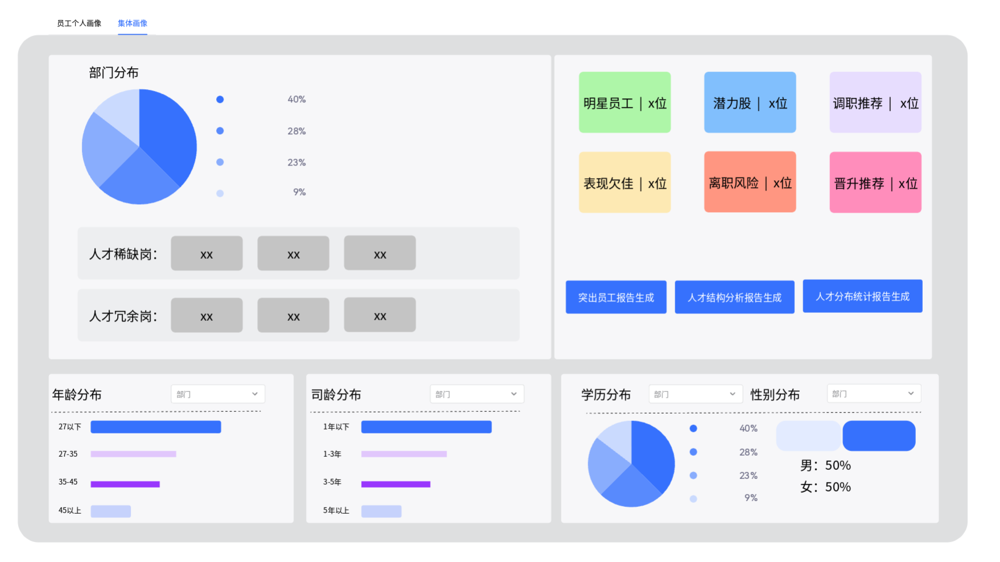 员工个人画像
集体画像
部门分布
40%
28%
23%
9%
人才稀缺岗：
xx
xx
xx
人才冗余岗：
xx
xx
xx
明星员工 | x位
潜力股 | x位
调职推荐 | x位
表现欠佳 | x位
离职风险 | x位
晋升推荐 | x位
突出员工报告生成
人才结构分析报告生成
人才分布统计报告生成
年龄分布
部门
27以下
27-35
35-45
45以上
司龄分布
部门
1年以下
1-3年
3-5年
5年以上
学历分布
部门
40%
28%
23%
9%
性别分布
部门
男：50%
女：50%